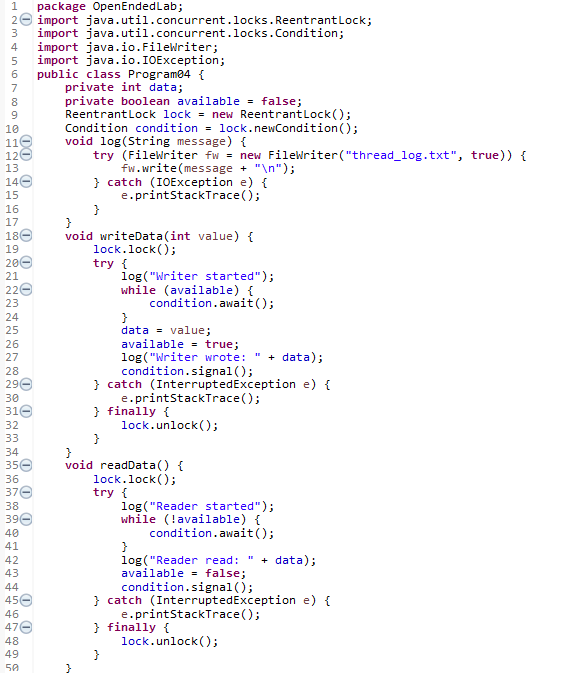 1 package OpenEndedLab;
2 import java.util.concurrent.locks.ReentrantLock;
3 import java.util.concurrent.locks.Condition;
4 import java.io.FileWriter;
5 import java.io.IOException;
6 public class Program04 {
7     private int data;
8     private boolean available = false;
9     ReentrantLock lock = new ReentrantLock();
10     Condition condition = lock.newCondition();
11     void log(String message) {
12         try (FileWriter fw = new FileWriter("thread_log.txt", true)) {
13             fw.write(message + "\n");
14         } catch (IOException e) {
15             e.printStackTrace();
16         }
17     }
18     void writeData(int value) {
19         lock.lock();
20         try {
21             log("Writer started");
22             while (available) {
23                 condition.await();
24             }
25             data = value;
26             available = true;
27             log("Writer wrote: " + data);
28             condition.signal();
29         } catch (InterruptedException e) {
30             e.printStackTrace();
31         } finally {
32             lock.unlock();
33         }
34     }
35     void readData() {
36         lock.lock();
37         try {
38             log("Reader started");
39             while (!available) {
40                 condition.await();
41             }
42             log("Reader read: " + data);
43             available = false;
44             condition.signal();
45         } catch (InterruptedException e) {
46             e.printStackTrace();
47         } finally {
48             lock.unlock();
49         }
50     }